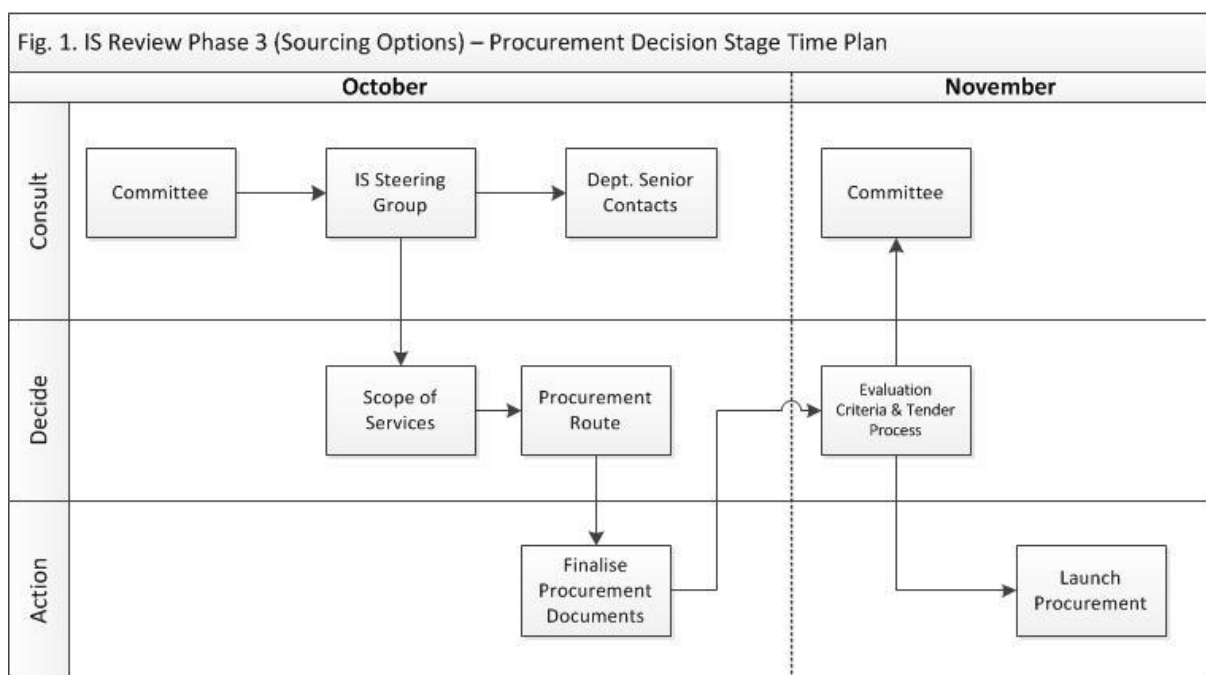 Fig. 1. IS Review Phase 3 (Sourcing Options) – Procurement Decision Stage Time Plan
October
November
Consult
Committee
IS Steering
Group
Dept. Senior
Contacts
Committee
Decide
Scope of
Services
Procurement
Route
Evaluation
Criteria & Tender
Process
Action
Finalise
Procurement
Documents
Launch
Procurement